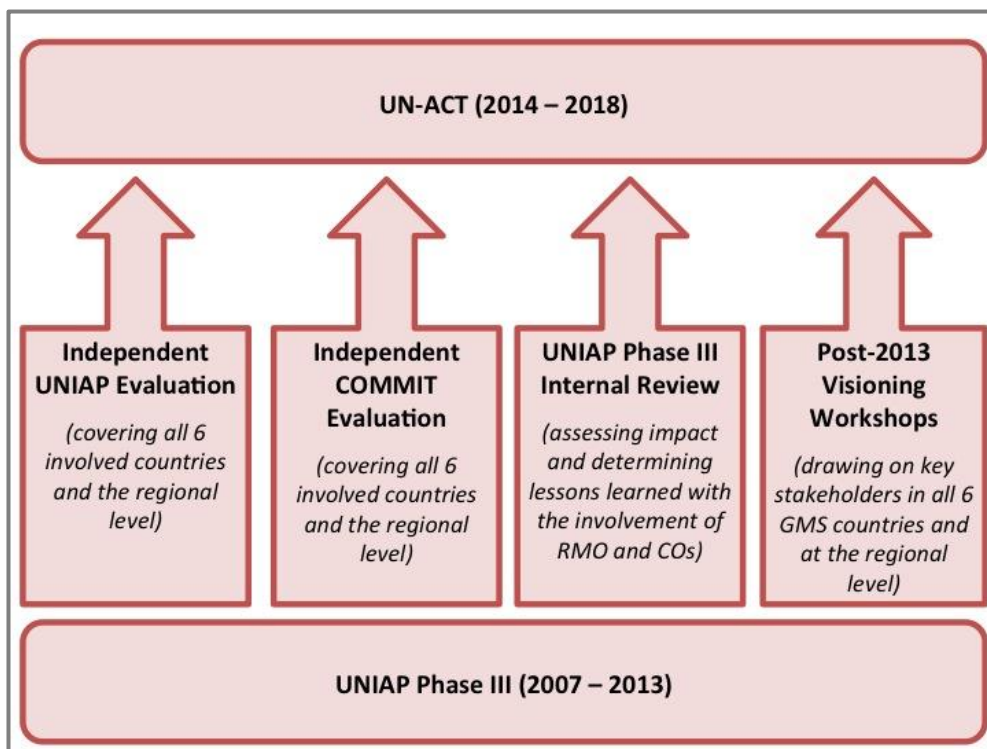 UN-ACT (2014 – 2018)
Independent
UNIAP Evaluation
(covering all 6
involved countries
and the regional
level)
Independent
COMMIT
Evaluation
(covering all 6
involved countries
and the regional
level)
UNIAP Phase III
Internal Review
(assessing impact
and determining
lessons learned with
the involvement of
RMO and COs)
Post-2013
Visioning
Workshops
(drawing on key
stakeholders in all 6
GMS countries and
at the regional
level)
UNIAP Phase III (2007 – 2013)